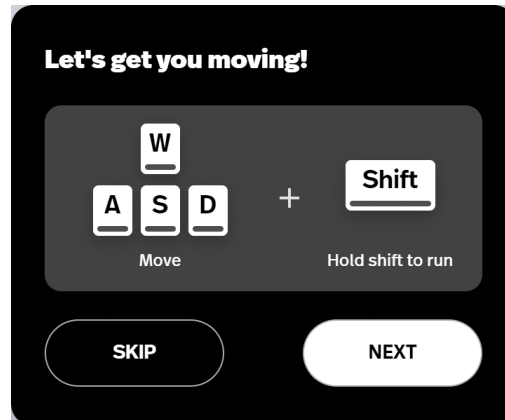 Let's get you moving!
W
A S D
+
Shift
Move
Hold shift to run
SKIP
NEXT